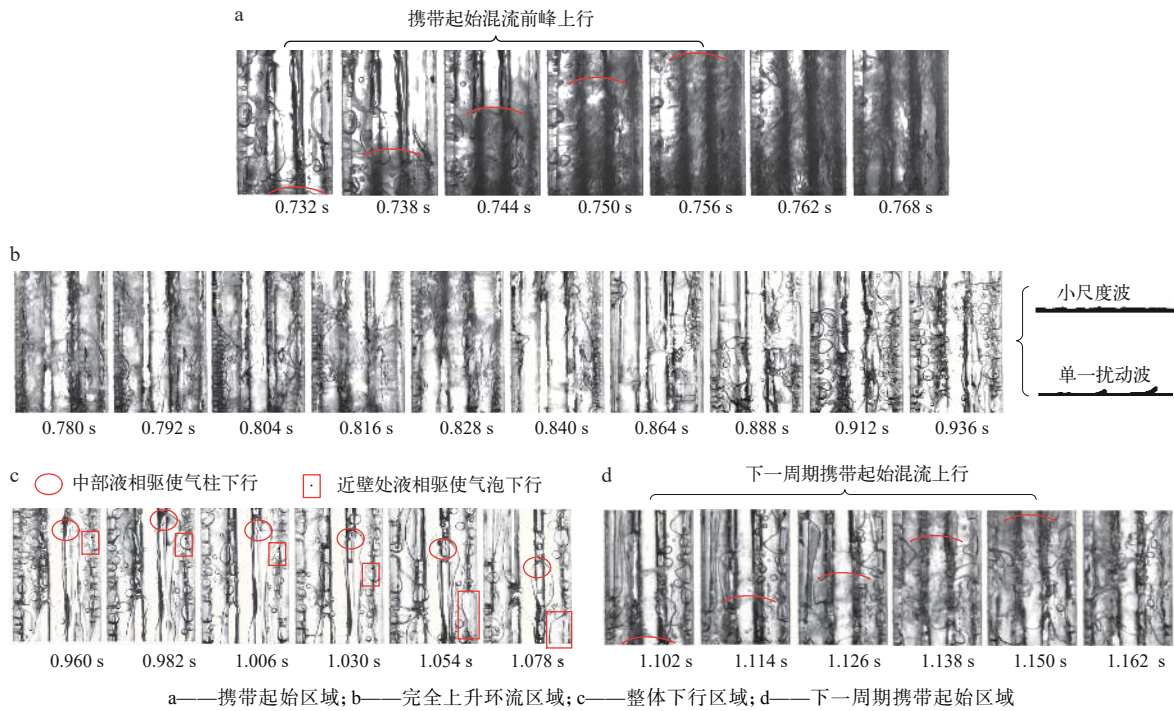 a
携带起始混流前峰上行
0.732 s 0.738 s 0.744 s 0.750 s 0.756 s 0.762 s 0.768 s
b
小尺度波
单一扰动波
0.780 s 0.792 s 0.804 s 0.816 s 0.828 s 0.840 s 0.864 s 0.888 s 0.912 s 0.936 s
c 中部液相驱使气柱下行 近壁处液相驱使气泡下行
0.960 s 0.982 s 1.006 s 1.030 s 1.054 s 1.078 s
d 下一周期携带起始混流上行
1.102 s 1.114 s 1.126 s 1.138 s 1.150 s 1.162 s
a——携带起始区域;b——完全上升环流区域;c——整体下行区域;d——下一周期携带起始区域